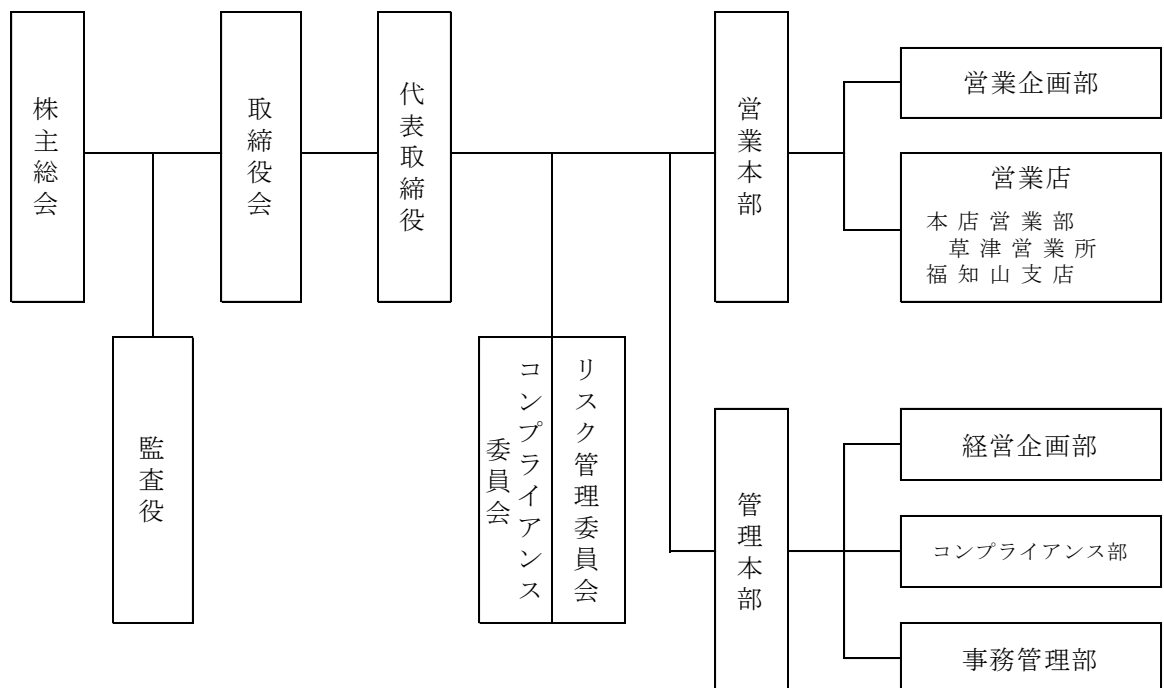 株主総会
取締役会
代表取締役
営業本部
営業企画部
営業店
本店営業部
草津営業所
福知山支店
監査役
コンプライアンス
委員会
リスク管理委員会
管理本部
経営企画部
コンプライアンス部
事務管理部